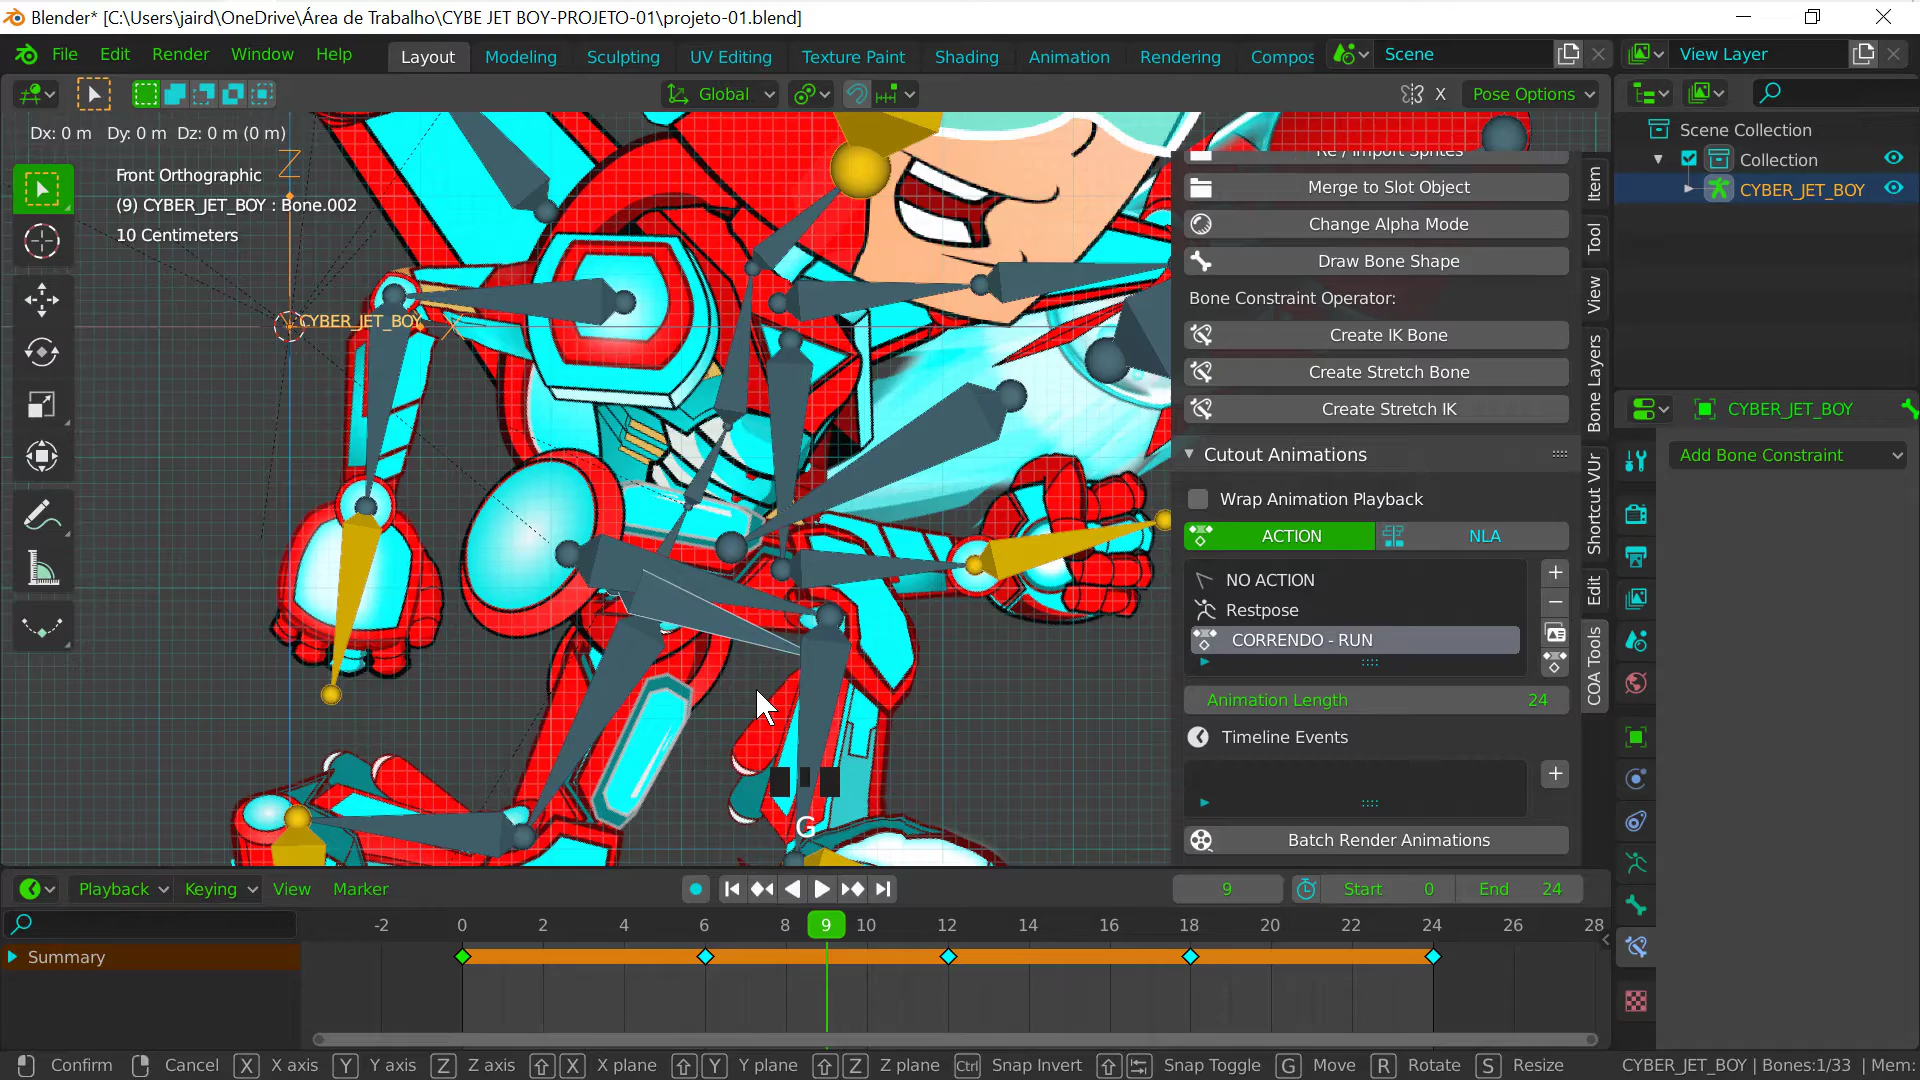 Blender* [C:\Users\jaird\OneDrive\Área de Trabalho\CYBE JET BOY-PROJETO-01\projeto-01.blend]
File Edit Render Window Help Layout Modeling Sculpting UV Editing Texture Paint Shading Animation Rendering Compos Scene View Layer
Global X Pose Options
Dx: 0 m Dy: 0 m Dz: 0 m (0 m)
Front Orthographic
(9) CYBER_JET_BOY : Bone.002
10 Centimeters
Z
CYBER_JET_BOY
G
Re / Import Sprites
Merge to Slot Object
Change Alpha Mode
Draw Bone Shape
Bone Constraint Operator:
Create IK Bone
Create Stretch Bone
Create Stretch IK
Cutout Animations
Wrap Animation Playback
ACTION NLA
NO ACTION
Restpose
CORRENDO - RUN
Animation Length 24
Timeline Events
Batch Render Animations
Item
Tool
View
Bone Layers
Shortcut VUr
Edit
COA Tools
Scene Collection
Collection
CYBER_JET_BOY
CYBER_JET_BOY
Add Bone Constraint
Playback Keying View Marker 9 Start 0 End 24
-2 0 2 4 6 8 9 10 12 14 16 18 20 22 24 26 28
Summary
Confirm Cancel X X axis Y Y axis Z Z axis X X plane Y Y plane Z Z plane Ctrl Snap Invert Snap Toggle G Move R Rotate S Resize CYBER_JET_BOY | Bones:1/33 | Mem: